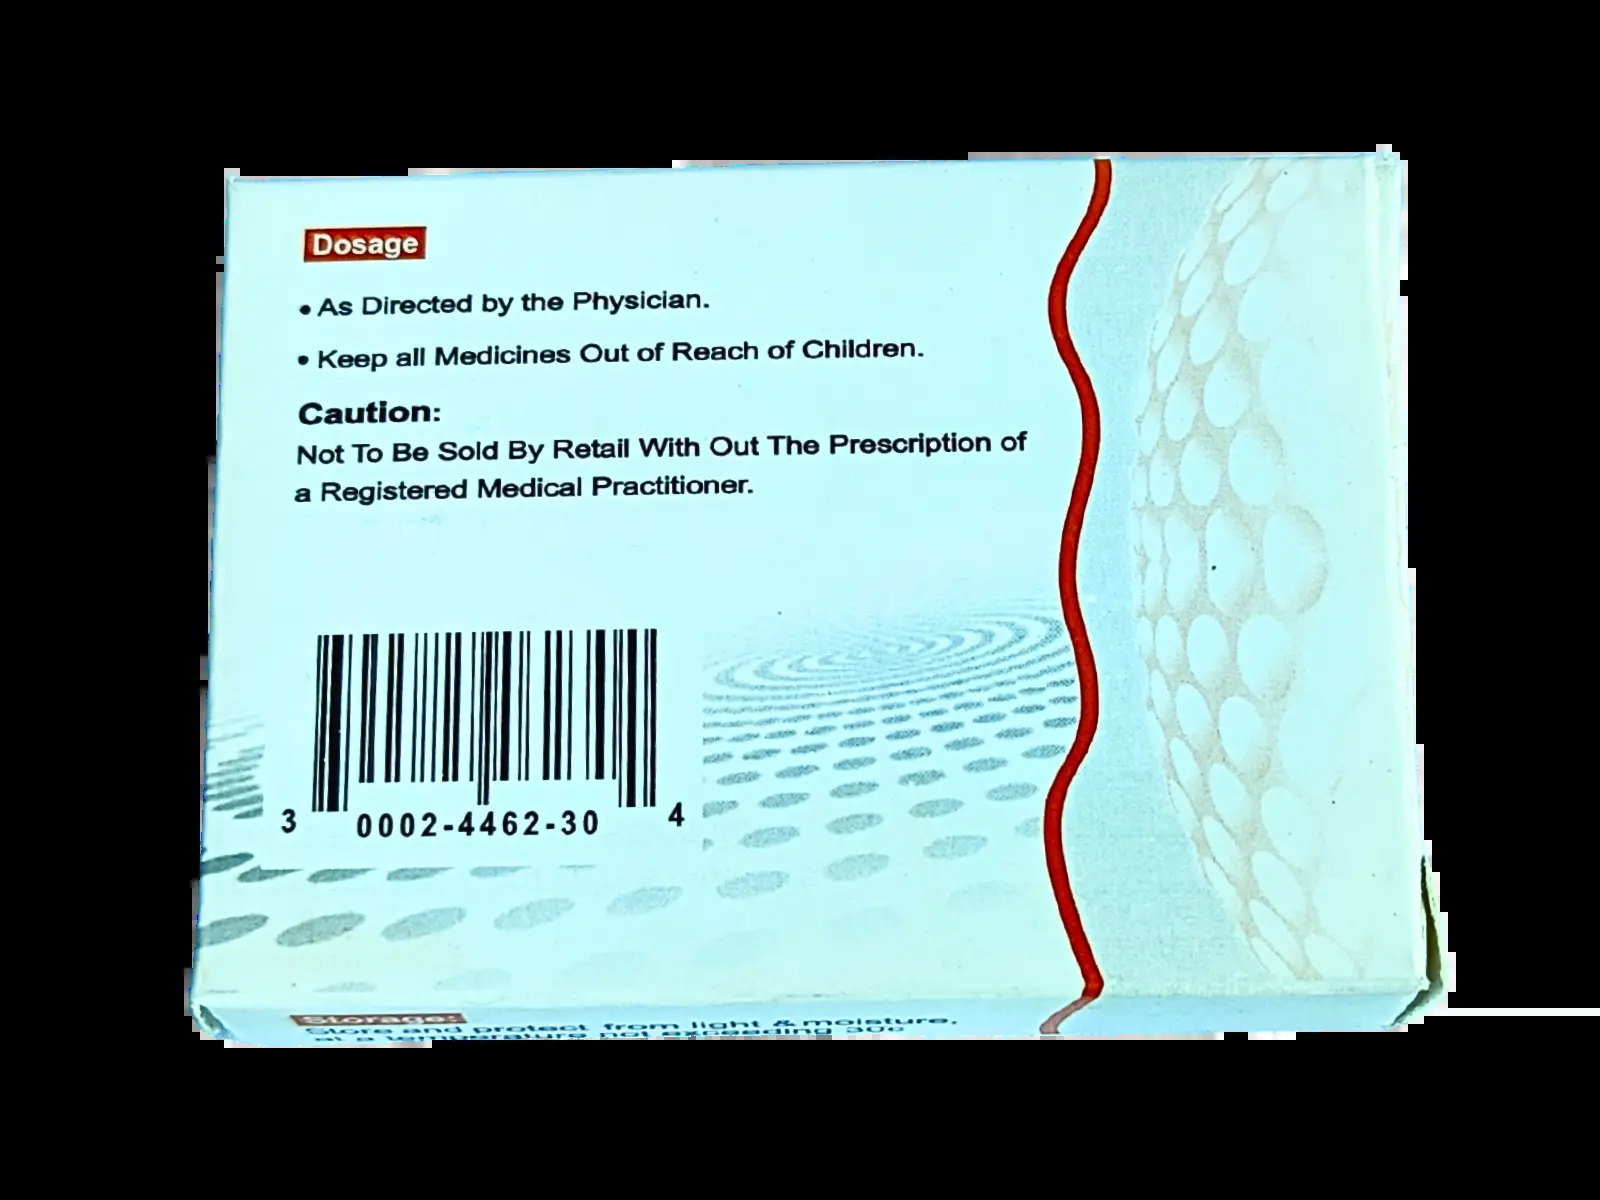 Dosage
• As Directed by the Physician.
• Keep all Medicines Out of Reach of Children.
Caution:
Not To Be Sold By Retail With Out The Prescription of
a Registered Medical Practitioner.
3 0002-4462-30 4
Storage:
Store and protect from light & moisture,
at a temperature not exceeding 30c